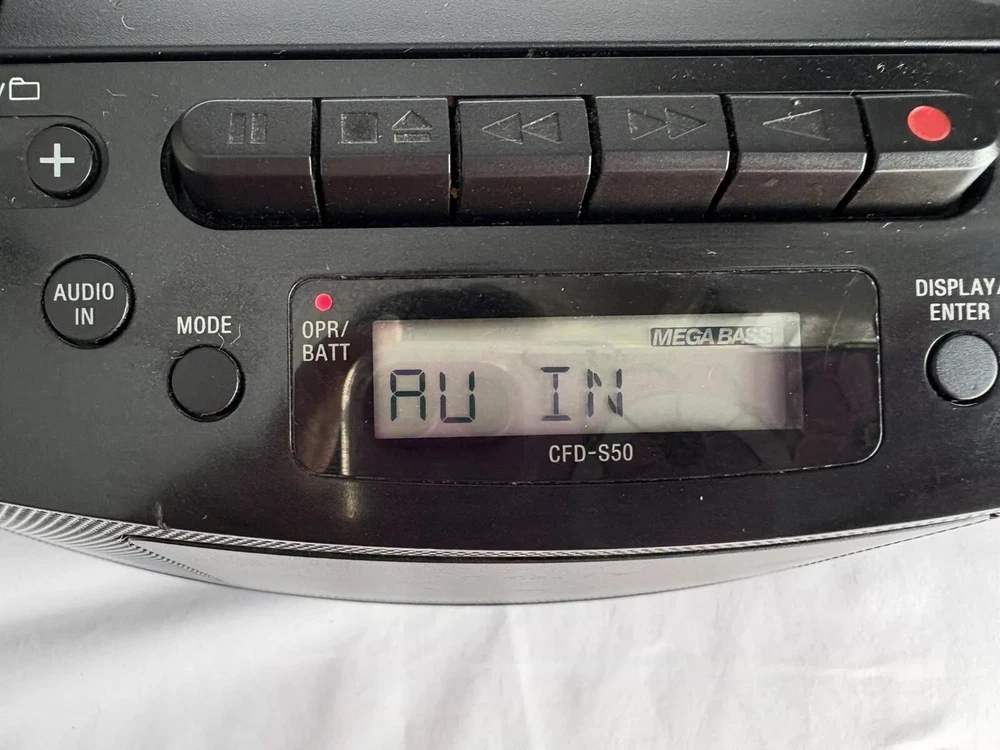 AUDIO
IN
MODE
OPR/
BATT
MEGA BASS
AU IN
CFD-S50
DISPLAY/
ENTER